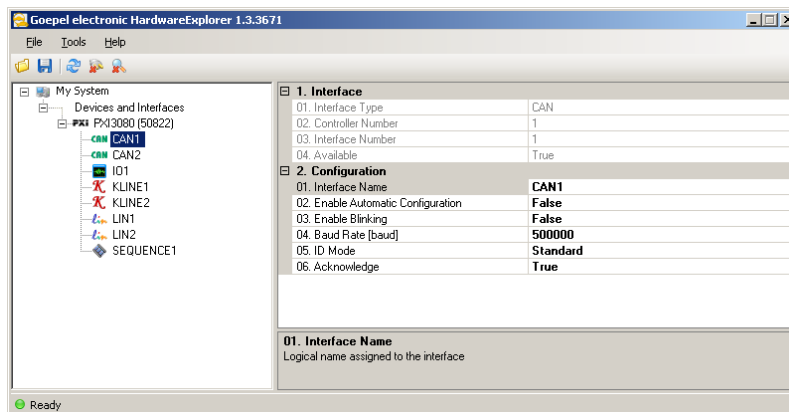 Goepel electronic HardwareExplorer 1.3.3671
File Tools Help
My System
Devices and Interfaces
PXI PXI3080 (50822)
CAN CAN1
CAN CAN2
IO1
K KLINE1
K KLINE2
Lin LIN1
Lin LIN2
SEQUENCE1
1. Interface
01. Interface Type CAN
02. Controller Number 1
03. Interface Number 1
04. Available True
2. Configuration
01. Interface Name CAN1
02. Enable Automatic Configuration False
03. Enable Blinking False
04. Baud Rate [baud] 500000
05. ID Mode Standard
06. Acknowledge True
01. Interface Name
Logical name assigned to the interface
Ready